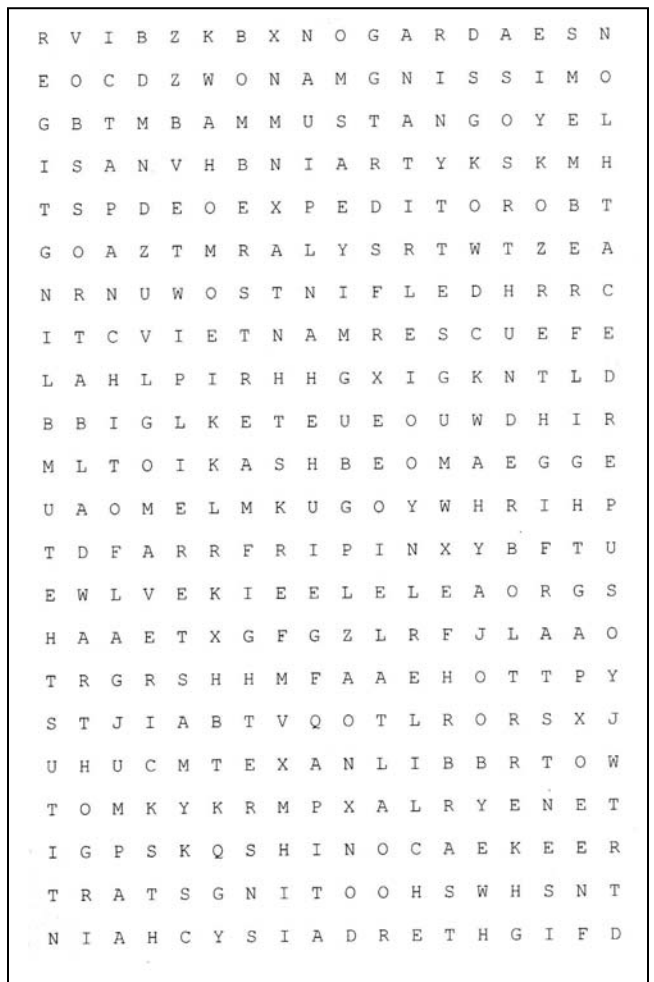 R V I B Z K B X N O G A R D A E S N
E O C D Z W O N A M G N I S S I M O
G B T M B A M M U S T A N G O Y E L
I S A N V H B N I A R T Y K S K M H
T S P D E O E X P E D I T O R O B T
G O A Z T M R A L Y S R T W T Z E A
N R N U W O S T N I F L E D H R R C
I T C V I E T N A M R E S C U E F E
L A H L P I R H H G X I G K N T L D
B B I G L K E T E U E O U W D H I R
M L T O I K A S H B E O M A E G G E
U A O M E L M K U G O Y W H R I H P
T D F A R R F R I P I N X Y B F T U
E W L V E K I E E L E L E A O R G S
H A A E T X G F G Z L R F J L A A O
T R G R S H H M F A A E H O T T P Y
S T J I A B T V Q O T L R O R S X J
U H U C M T E X A N L I B B R T O W
T O M K Y K R M P X A L R Y E N E T
I G P S K Q S H I N O C A E K E E R
T R A T S G N I T O O H S W H S N T
N I A H C Y S I A D R E T H G I F D